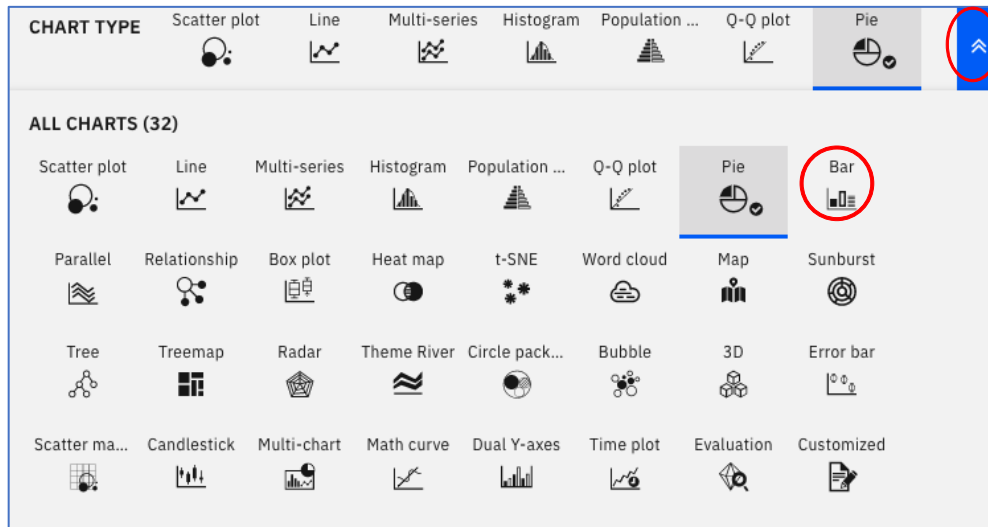 CHART TYPE Scatter plot Line Multi-series Histogram Population ... Q-Q plot Pie
ALL CHARTS (32)
Scatter plot Line Multi-series Histogram Population ... Q-Q plot Pie Bar
Parallel Relationship Box plot Heat map t-SNE Word cloud Map Sunburst
Tree Treemap Radar Theme River Circle pack... Bubble 3D Error bar
Scatter ma... Candlestick Multi-chart Math curve Dual Y-axes Time plot Evaluation Customized